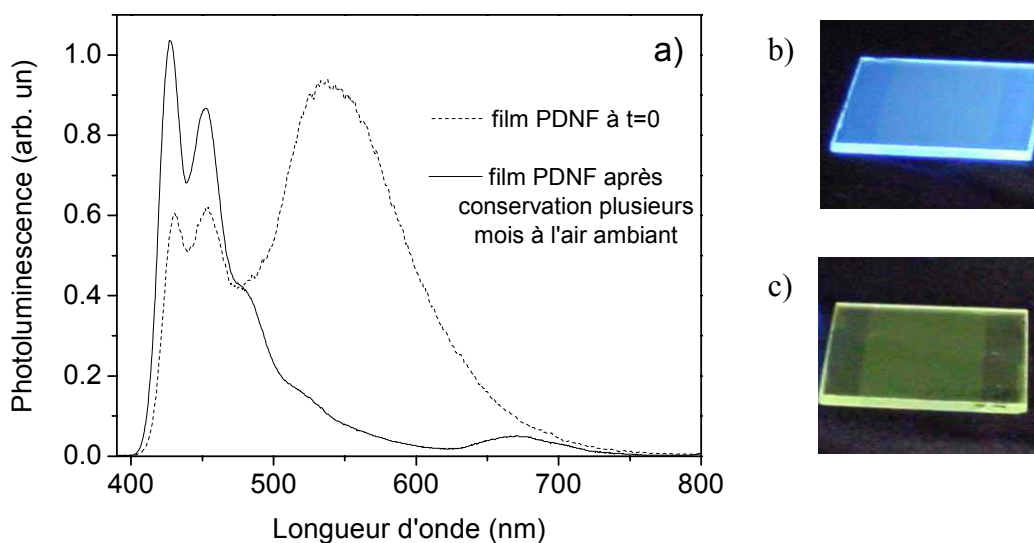 a)
Photoluminescence (arb. un)
1.0
0.8
0.6
0.4
0.2
0.0
film PDNF à t=0
film PDNF après
conservation plusieurs
mois à l'air ambiant
400
500
600
700
800
Longueur d'onde (nm)
b)
c)